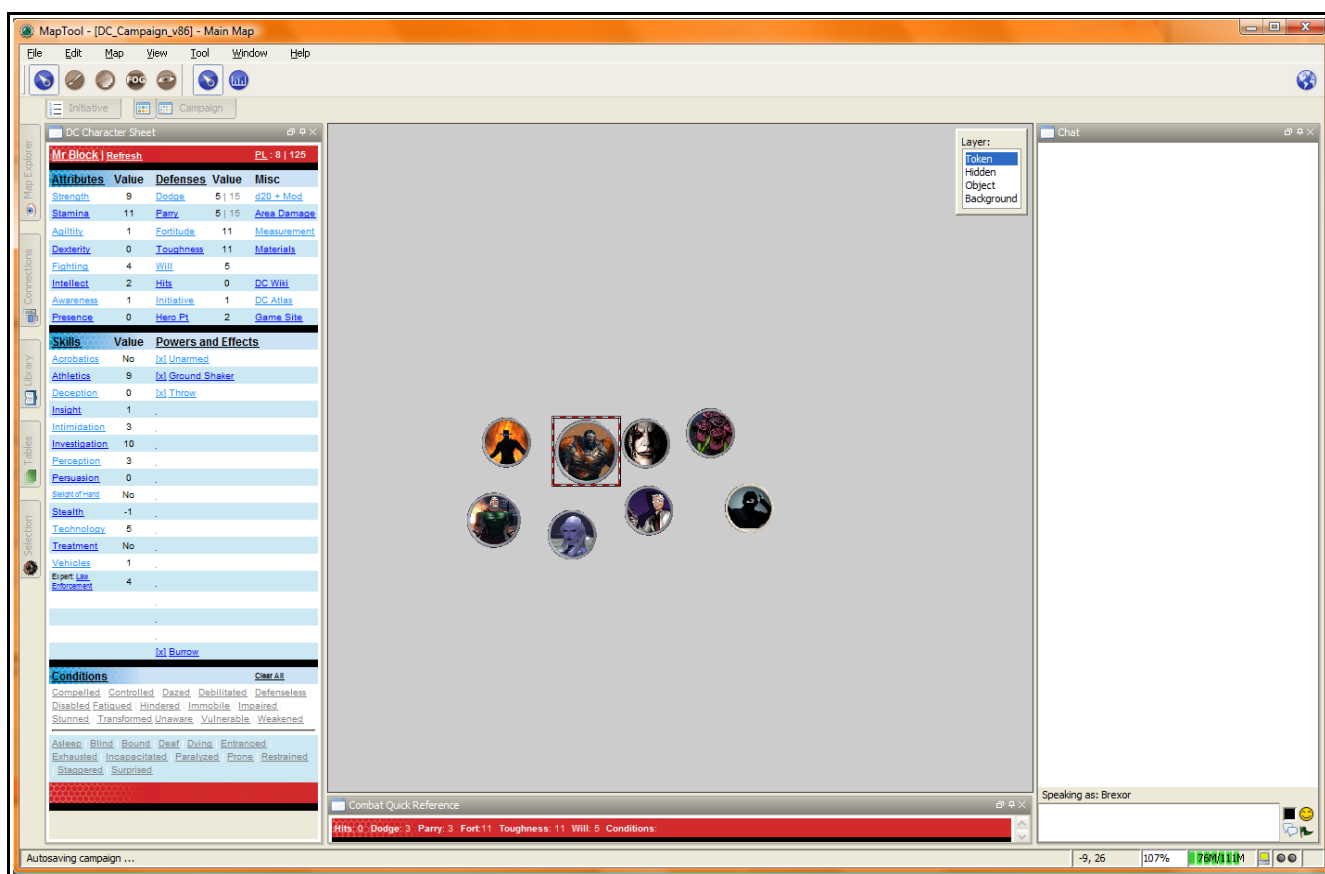 MapTool - [DC_Campaign_v86] - Main Map
File Edit Map View Tool Window Help
FOG
Initiative Campaign
Map Explorer
Connections
Library
Tables
Selection
DC Character Sheet
Mr Block | Refresh PL : 8 | 125
Attributes Value Defenses Value Misc
Strength 9 Dodge 5 | 15 d20 + Mod
Stamina 11 Parry 5 | 15 Area Damage
Agiltity 1 Fortitude 11 Measurement
Dexterity 0 Toughness 11 Materials
Fighting 4 Will 5
Intellect 2 Hits 0 DC Wiki
Awareness 1 Initiative 1 DC Atlas
Presence 0 Hero Pt 2 Game Site
Skills Value Powers and Effects
Acrobatics No [x] Unarmed
Athletics 9 [x] Ground Shaker
Deception 0 [x] Throw
Insight 1 .
Intimidation 3 .
Investigation 10 .
Perception 3 .
Persuasion 0 .
Sleight of Hand No .
Stealth -1 .
Technology 5 .
Treatment No .
Vehicles 1 .
Expert: Law
Enforcement 4 .
.
.
.
[x] Burrow
Conditions Clear All
Compelled Controlled Dazed Debilitated Defenseless
Disabled Fatigued Hindered Immobile Impaired
Stunned Transformed Unaware Vulnerable Weakened
Asleep Blind Bound Deaf Dying Entranced
Exhausted Incapacitated Paralyzed Prone Restrained
Staggered Surprised
Layer:
Token
Hidden
Object
Background
Combat Quick Reference
Hits: 0 Dodge: 3 Parry: 3 Fort:11 Toughness: 11 Will: 5 Conditions:
Chat
Speaking as: Brexor
Autosaving campaign ... -9, 26 107% 76M/111M